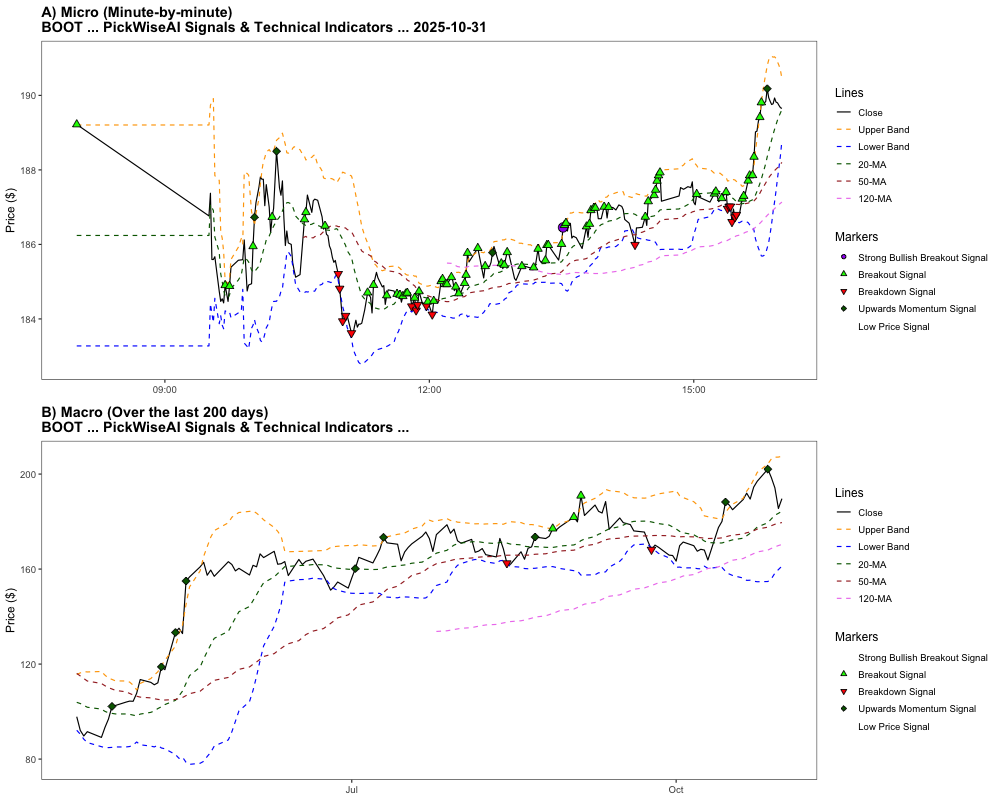 A) Micro (Minute-by-minute)
BOOT ... PickWiseAI Signals & Technical Indicators ... 2025-10-31
Price ($)
190
188
186
184
09:00
12:00
15:00
Lines
Close
Upper Band
Lower Band
20-MA
50-MA
120-MA
Markers
Strong Bullish Breakout Signal
Breakout Signal
Breakdown Signal
Upwards Momentum Signal
Low Price Signal
B) Macro (Over the last 200 days)
BOOT ... PickWiseAI Signals & Technical Indicators ...
Price ($)
200
160
120
80
Jul
Oct
Lines
Close
Upper Band
Lower Band
20-MA
50-MA
120-MA
Markers
Strong Bullish Breakout Signal
Breakout Signal
Breakdown Signal
Upwards Momentum Signal
Low Price Signal